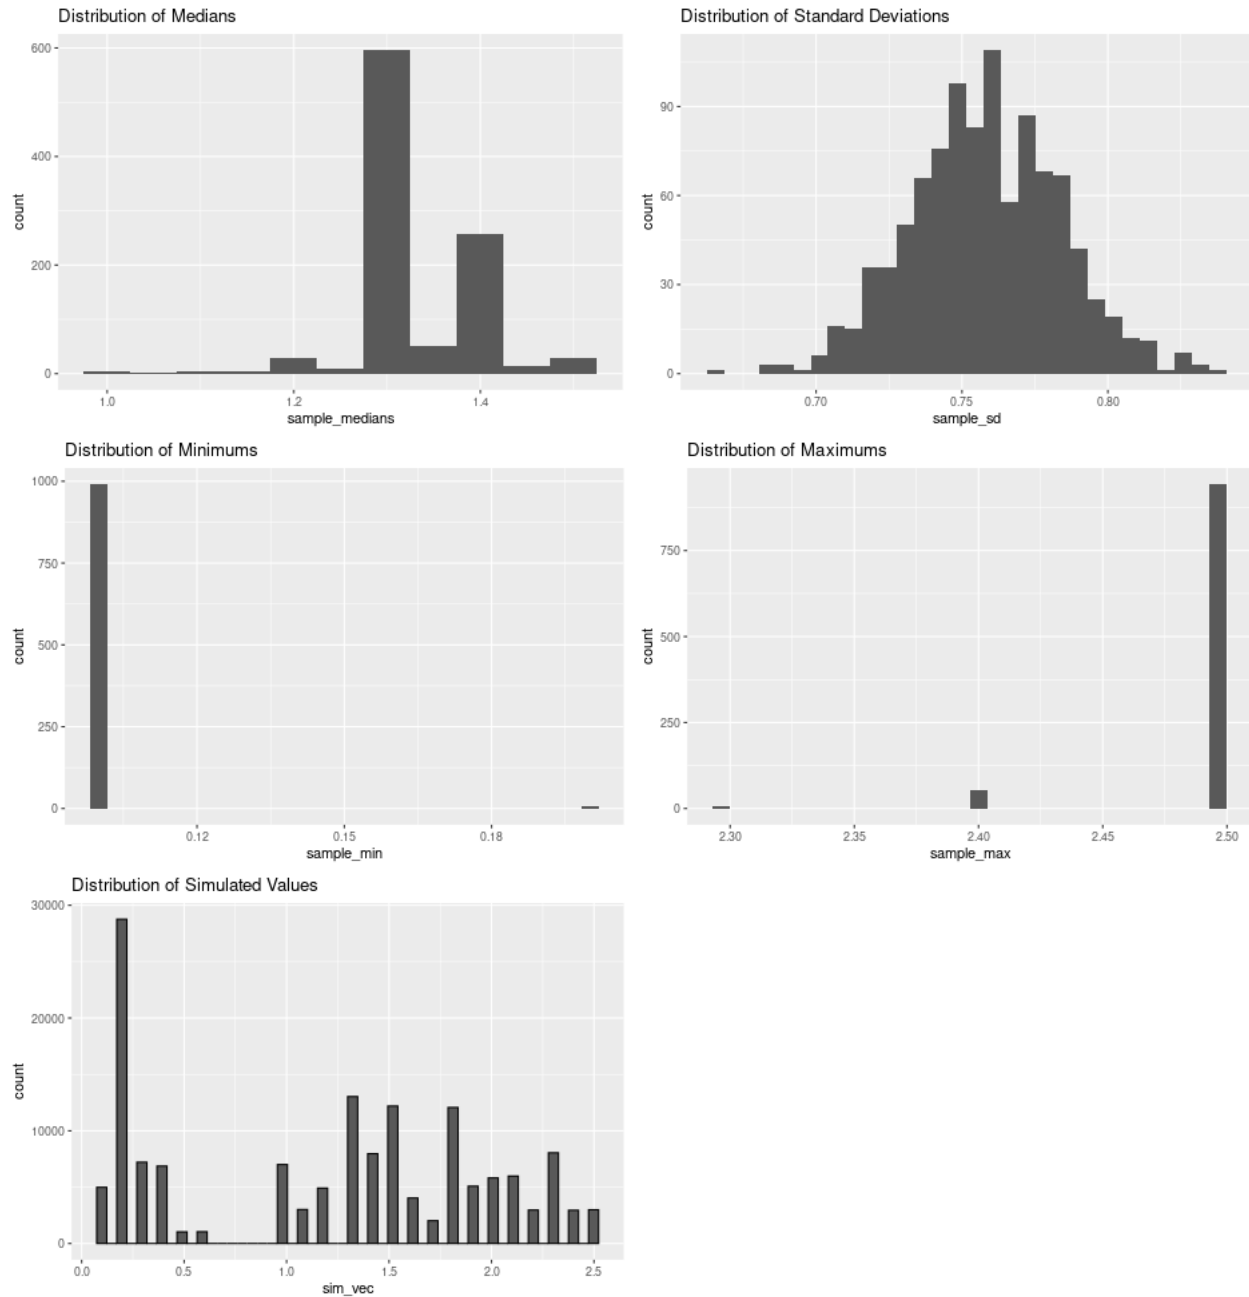 Distribution of Medians
600
400
200
0
count
1.0 1.2 1.4
sample_medians
Distribution of Standard Deviations
90
60
30
0
count
0.70 0.75 0.80
sample_sd
Distribution of Minimums
1000
750
500
250
0
count
0.12 0.15 0.18
sample_min
Distribution of Maximums
750
500
250
0
count
2.30 2.35 2.40 2.45 2.50
sample_max
Distribution of Simulated Values
30000
20000
10000
0
count
0.0 0.5 1.0 1.5 2.0 2.5
sim_vec